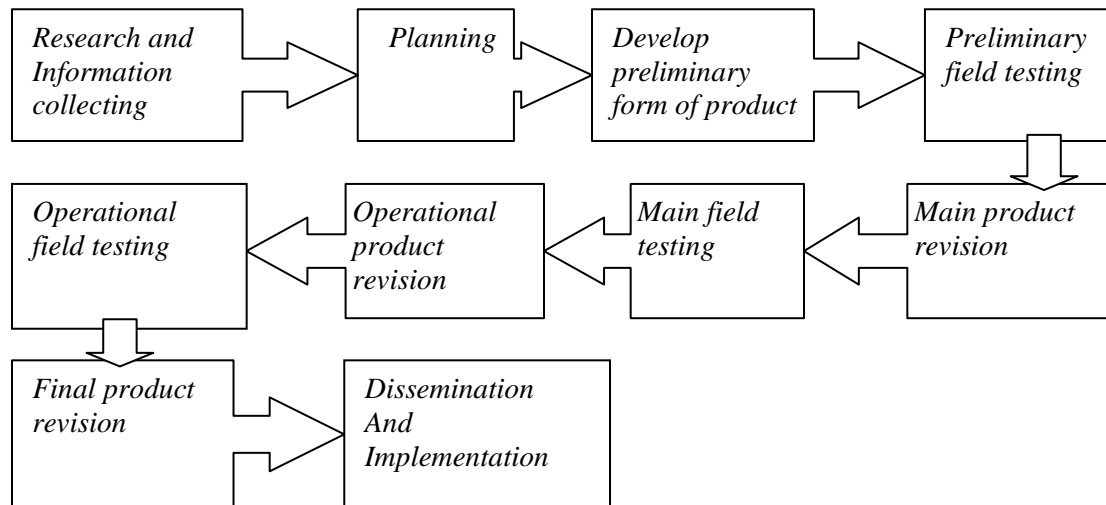 Research and
Information
collecting
Planning
Develop
preliminary
form of product
Preliminary
field testing
Main product
revision
Main field
testing
Operational
product
revision
Operational
field testing
Final product
revision
Dissemination
And
Implementation